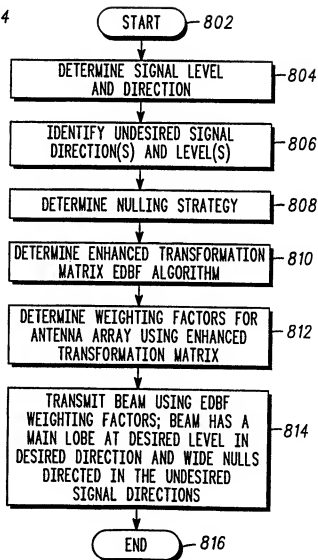 4
START 802
DETERMINE SIGNAL LEVEL
AND DIRECTION
804
IDENTIFY UNDESIRED SIGNAL
DIRECTION(S) AND LEVEL(S)
806
DETERMINE NULLING STRATEGY 808
DETERMINE ENHANCED TRANSFORMATION
MATRIX EDBF ALGORITHM
810
DETERMINE WEIGHTING FACTORS FOR
ANTENNA ARRAY USING ENHANCED
TRANSFORMATION MATRIX
812
TRANSMIT BEAM USING EDBF
WEIGHTING FACTORS; BEAM HAS A
MAIN LOBE AT DESIRED LEVEL IN
DESIRED DIRECTION AND WIDE NULLS
DIRECTED IN THE UNDESIRED
SIGNAL DIRECTIONS
814
END 816